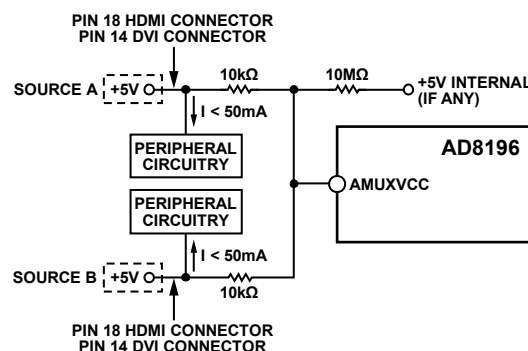 PIN 18 HDMI CONNECTOR
PIN 14 DVI CONNECTOR
SOURCE A
+5V
10kΩ
10MΩ
+5V INTERNAL
(IF ANY)
I < 50mA
PERIPHERAL
CIRCUITRY
AD8196
AMUXVCC
PERIPHERAL
CIRCUITRY
I < 50mA
SOURCE B
+5V
10kΩ
PIN 18 HDMI CONNECTOR
PIN 14 DVI CONNECTOR